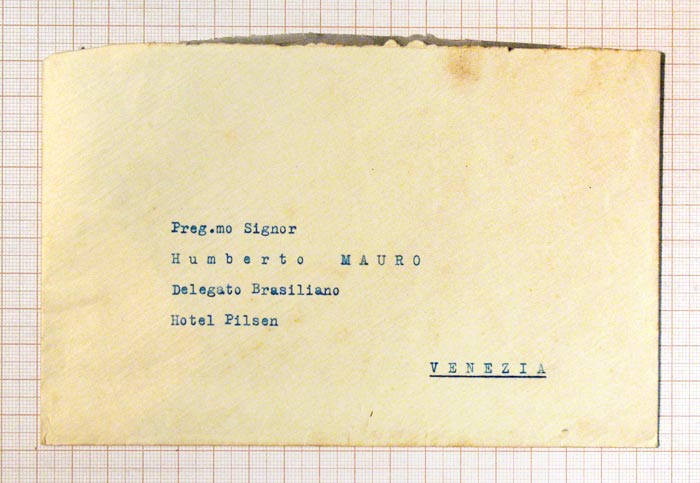 Preg.mo Signor
Humberto MAURO
Delegato Brasiliano
Hotel Pilsen
VENEZIA